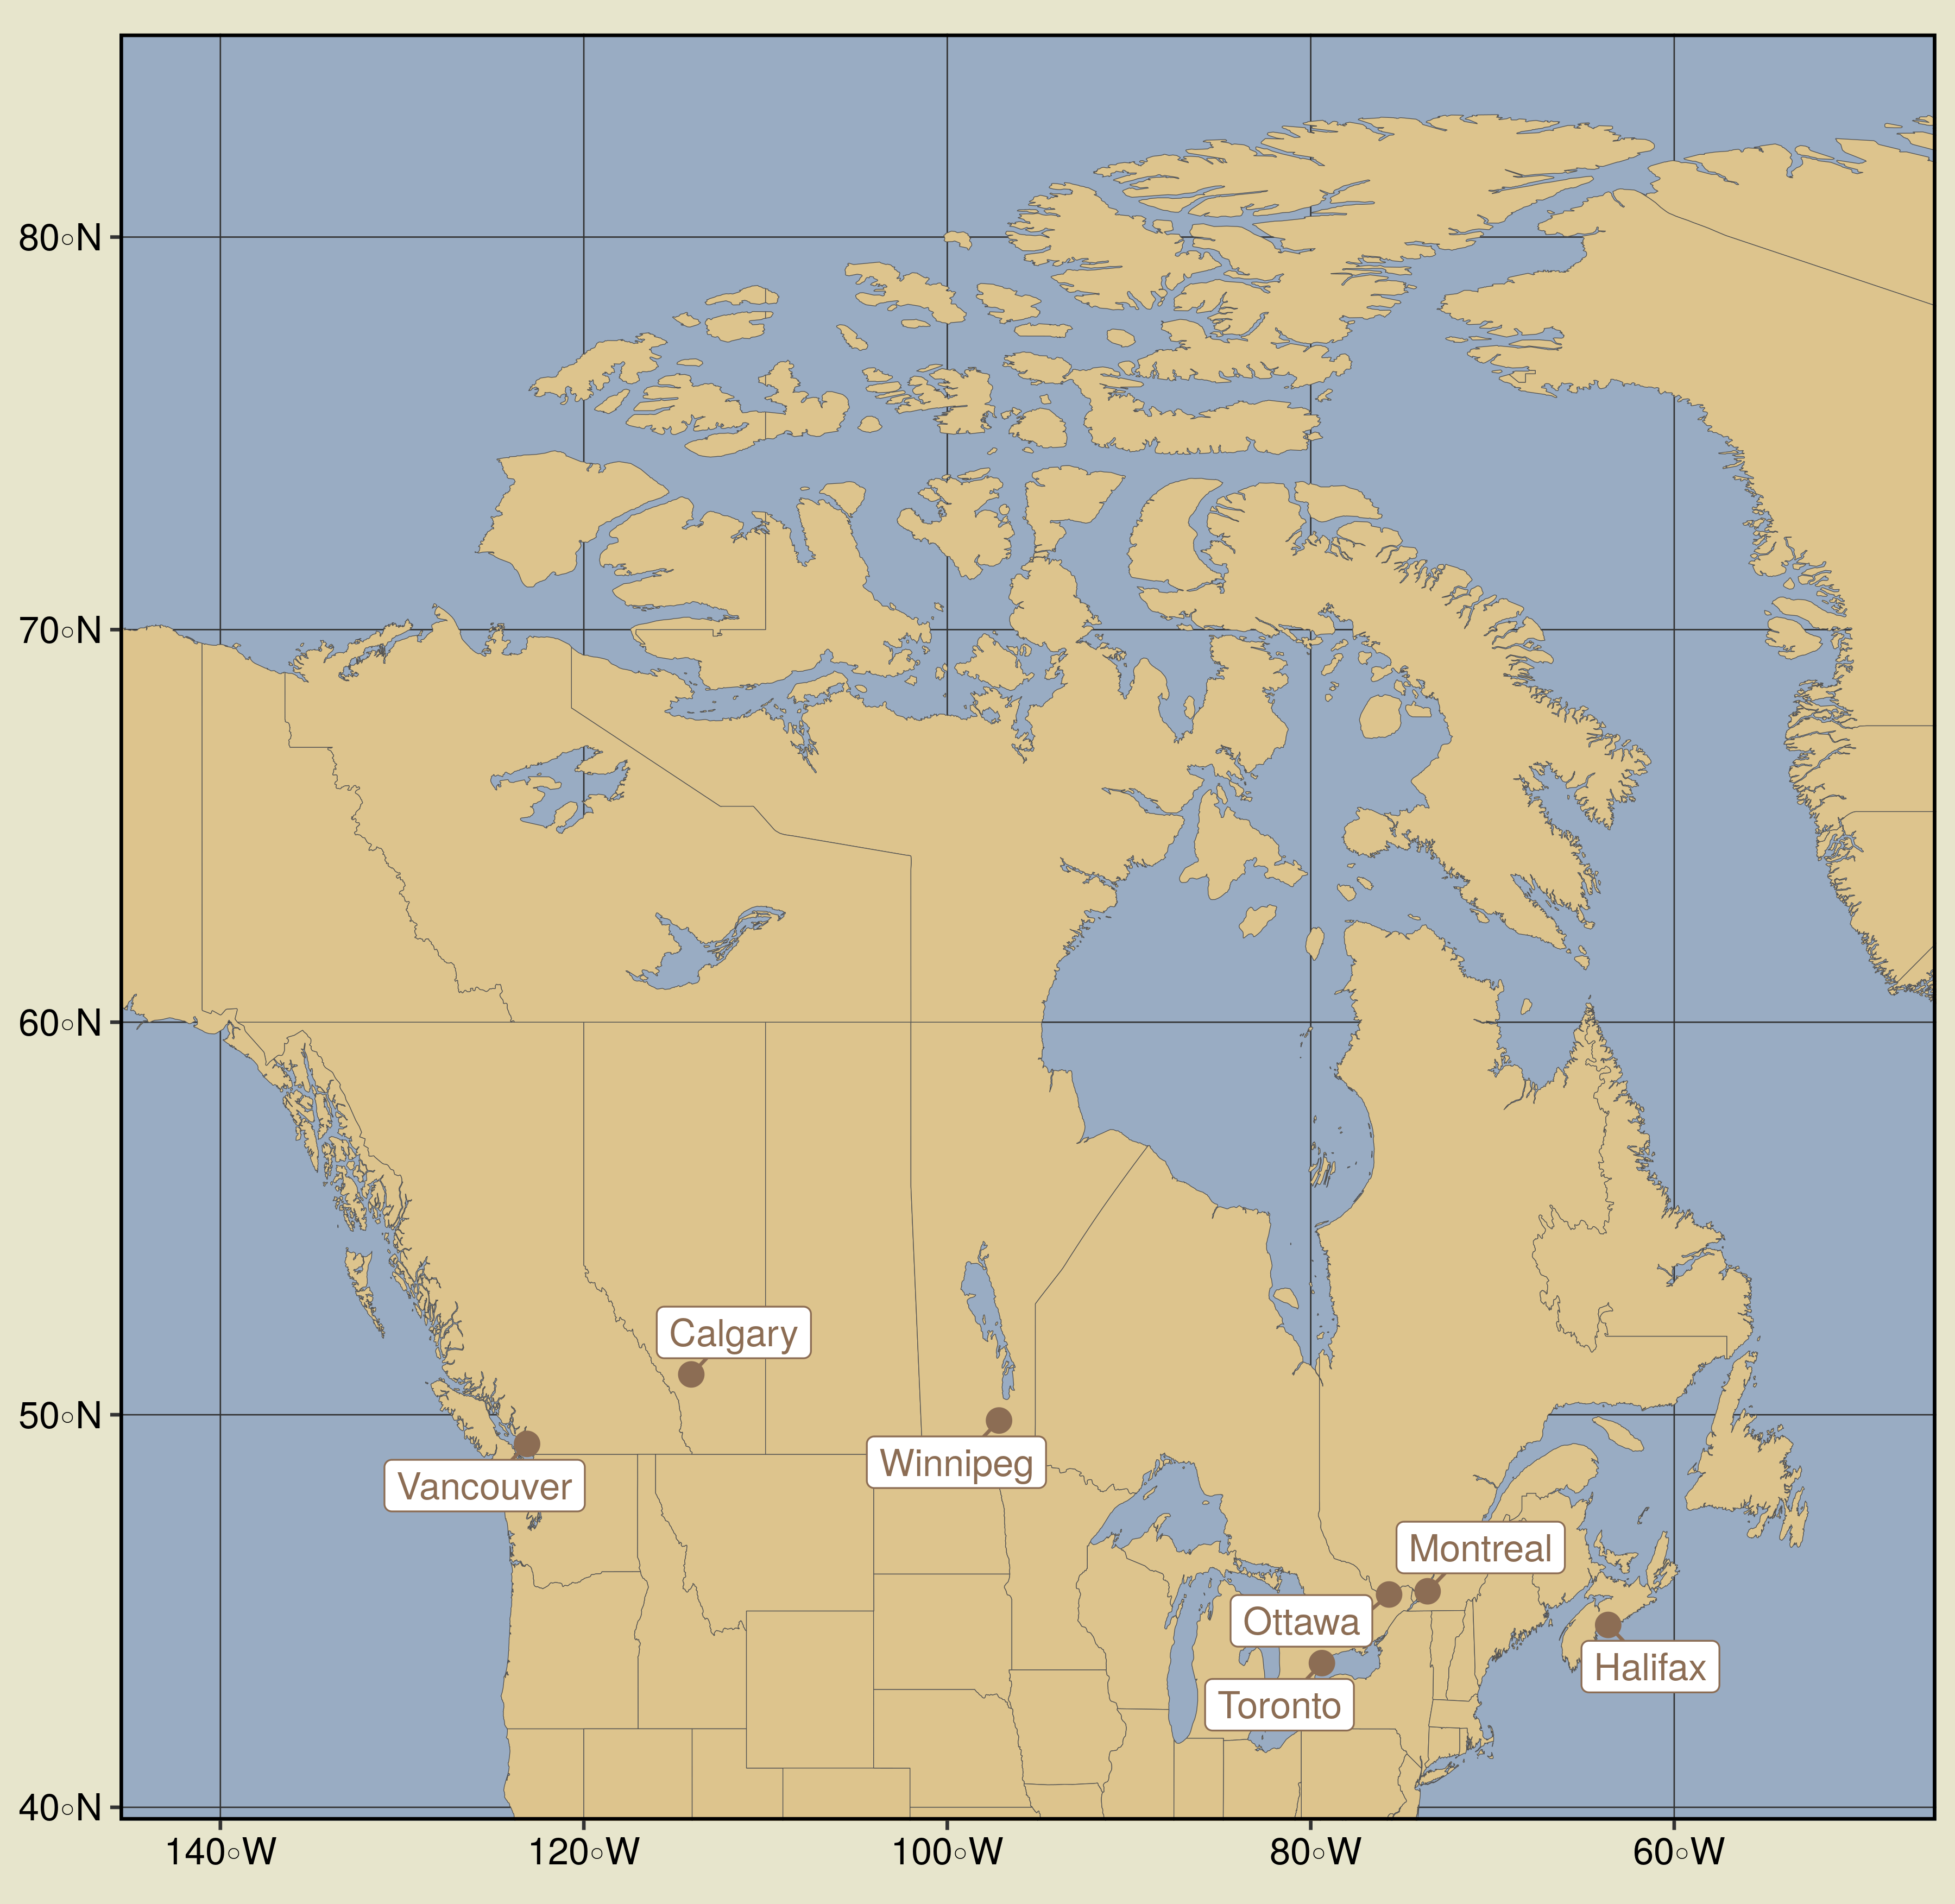 80◦N
70◦N
60◦N
50◦N
40◦N
Calgary
Winnipeg
Vancouver
Montreal
Ottawa
Halifax
Toronto
140◦W
120◦W
100◦W
80◦W
60◦W